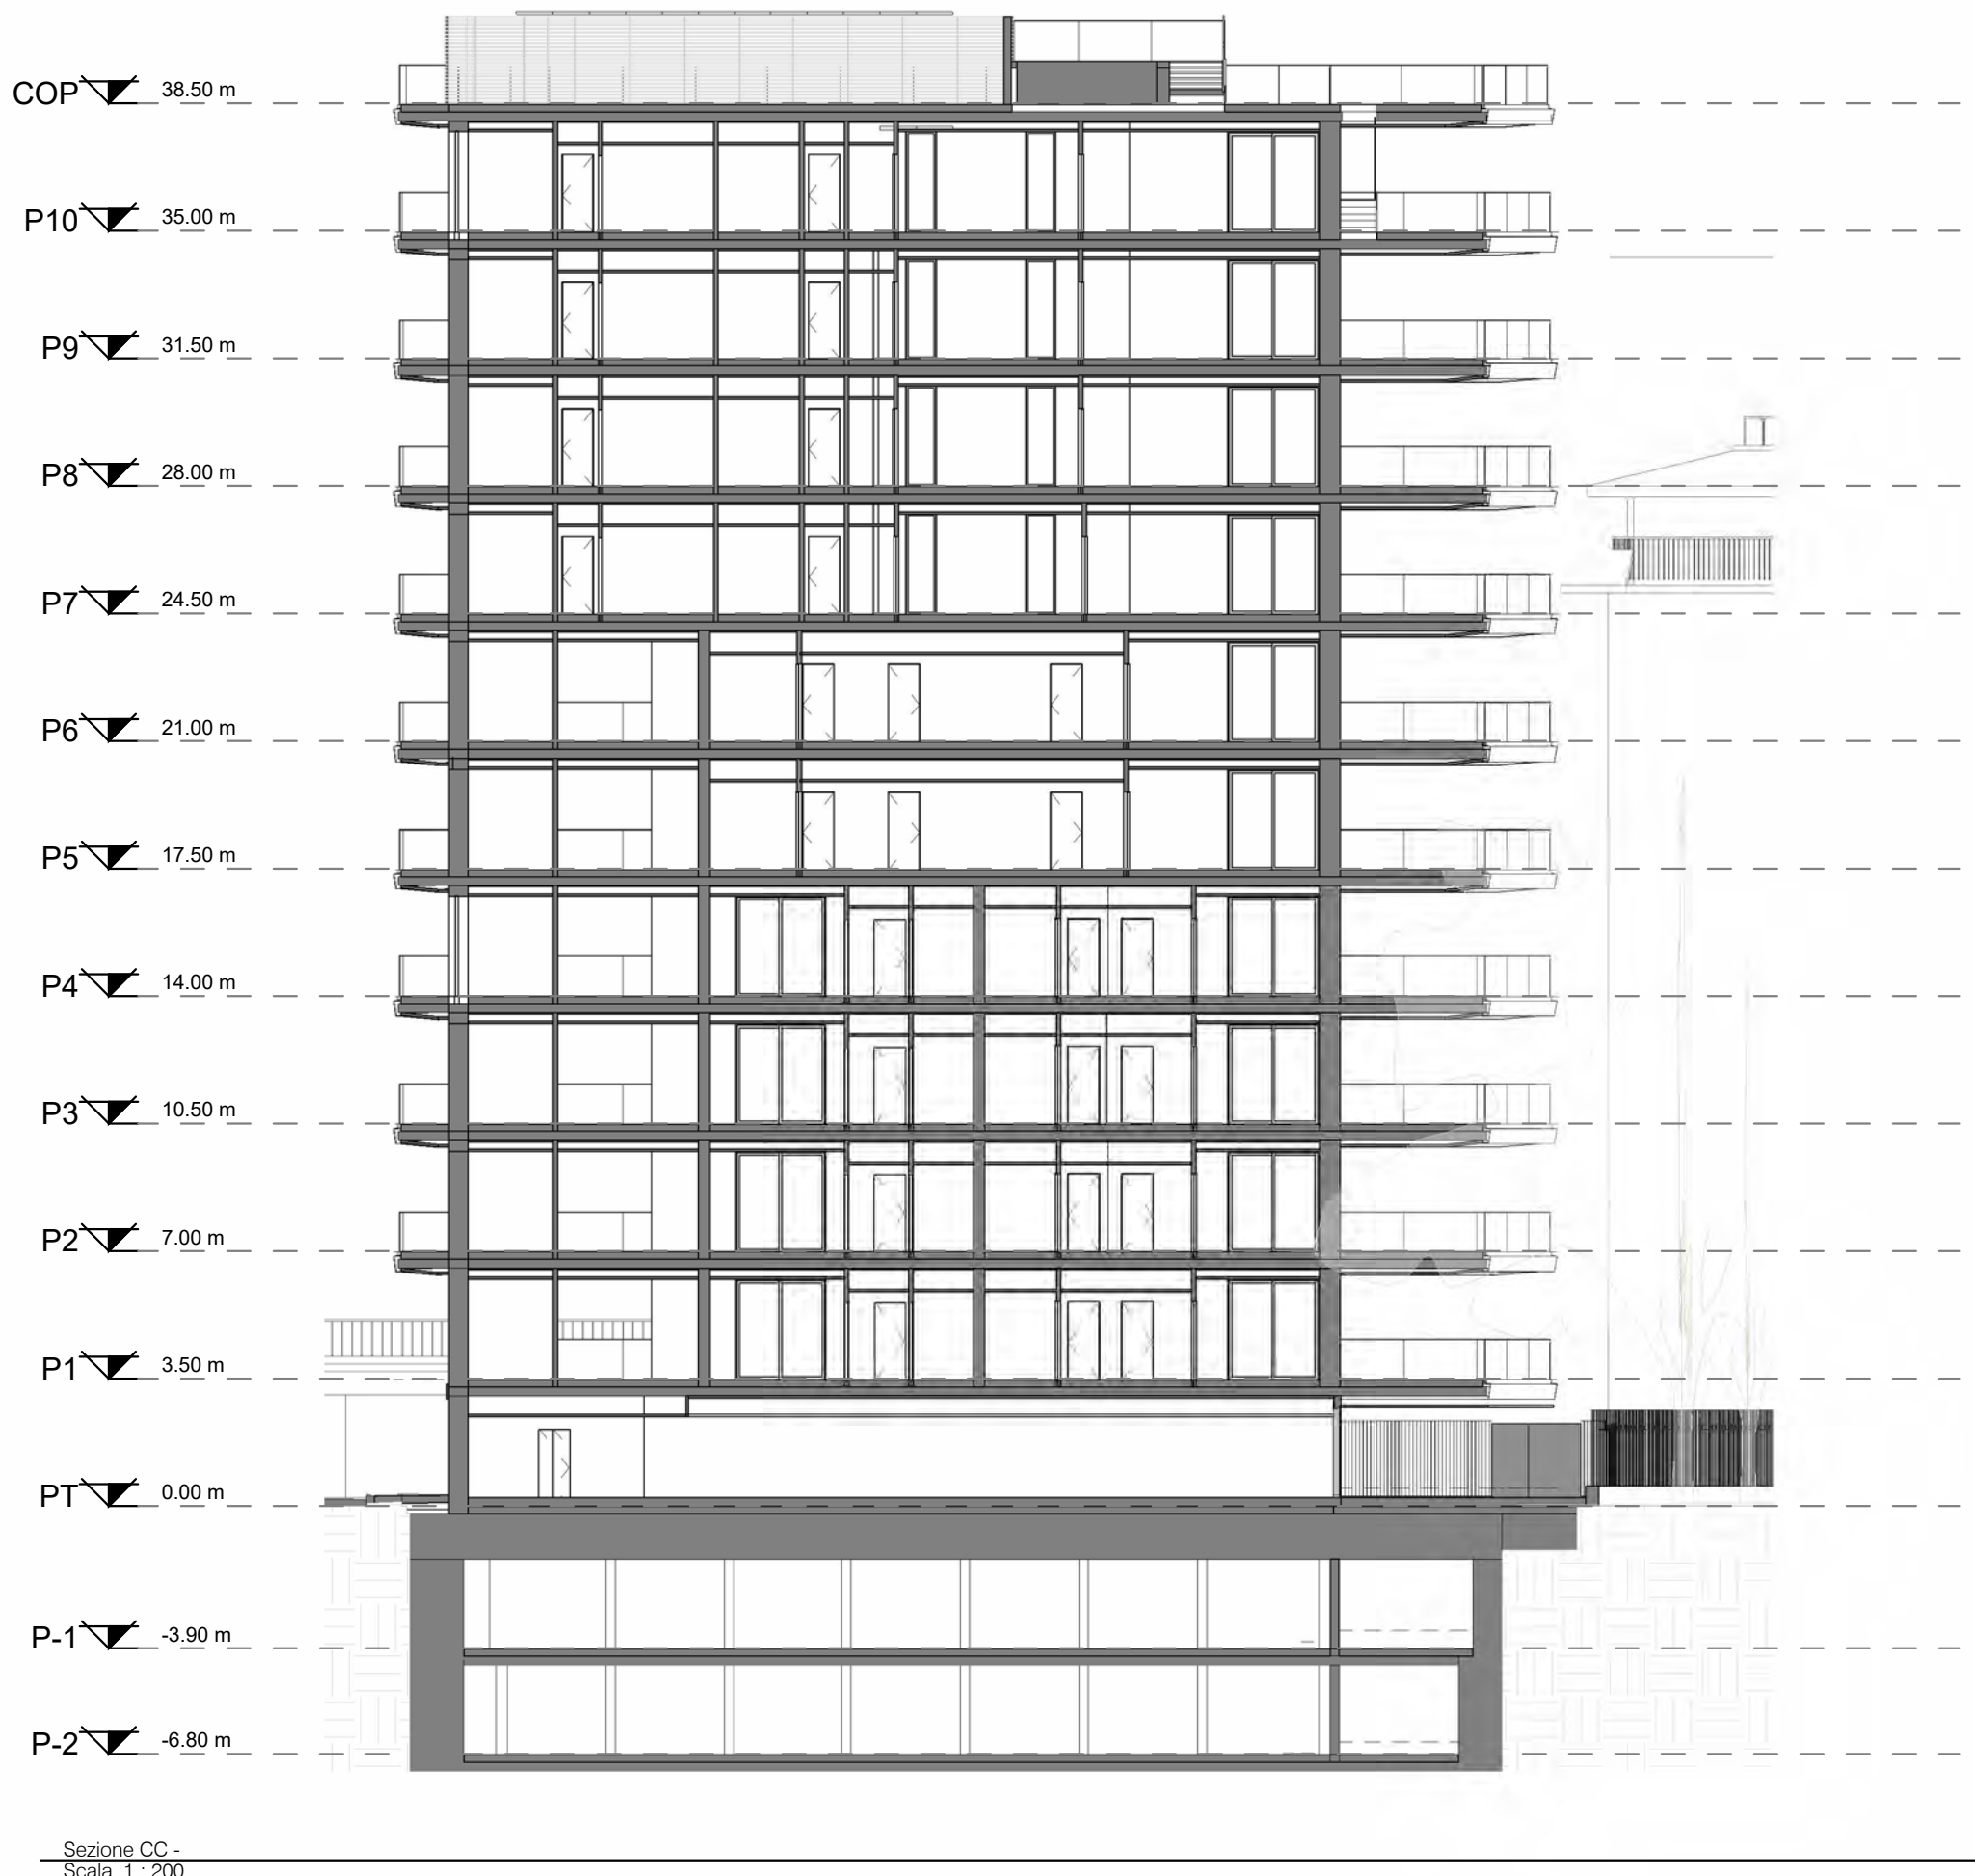 COP 38.50 m
P10 35.00 m
P9 31.50 m
P8 28.00 m
P7 24.50 m
P6 21.00 m
P5 17.50 m
P4 14.00 m
P3 10.50 m
P2 7.00 m
P1 3.50 m
PT 0.00 m
P-1 -3.90 m
P-2 -6.80 m
Sezione CC -
Scala 1 : 200